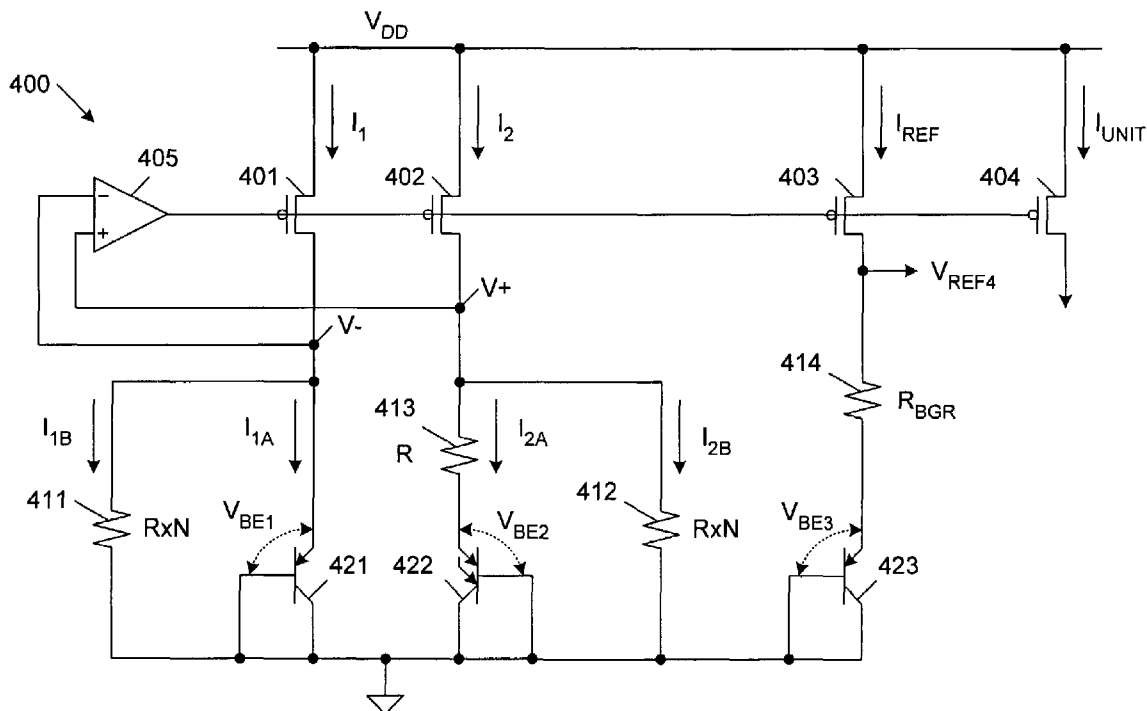 V_DD
400
I_1
I_2
I_REF
I_UNIT
405
401
402
403
404
−
+
V+
V-
V_REF4
414
R_BGR
413
R
I_1B
I_1A
I_2A
I_2B
411
RxN
V_BE1
V_BE2
412
RxN
V_BE3
421
422
423